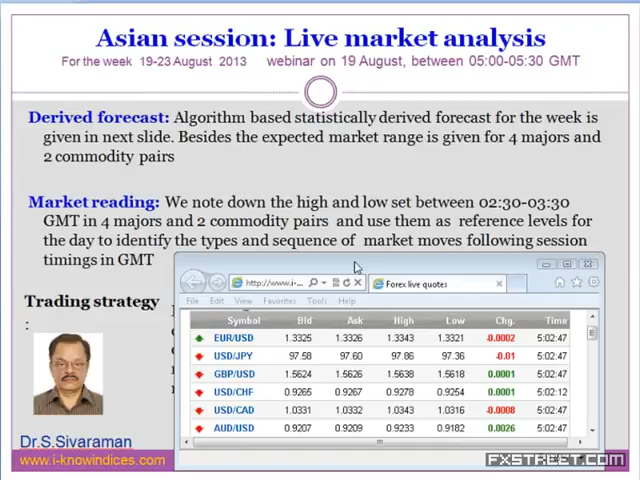 Asian session: Live market analysis
For the week 19-23 August 2013 webinar on 19 August, between 05:00-05:30 GMT
Derived forecast: Algorithm based statistically derived forecast for the week is
given in next slide. Besides the expected market range is given for 4 majors and
2 commodity pairs
Market reading: We note down the high and low set between 02:30-03:30
GMT in 4 majors and 2 commodity pairs and use them as reference levels for
the day to identify the types and sequence of market moves following session
timings in GMT
Trading strategy
:
http://www.i-...
Forex live quotes
File Edit View Favorites Tools Help
Symbol Bid Ask High Low Chg. Time
EUR/USD 1.3325 1.3326 1.3343 1.3321 -0.0002 5:02:47
USD/JPY 97.58 97.60 97.86 97.36 -0.01 5:02:47
GBP/USD 1.5624 1.5626 1.5638 1.5618 0.0001 5:02:47
USD/CHF 0.9265 0.9267 0.9278 0.9254 0.0001 5:02:12
USD/CAD 1.0331 1.0332 1.0343 1.0316 -0.0008 5:02:47
AUD/USD 0.9207 0.9209 0.9233 0.9182 0.0026 5:02:47
Dr.S.Sivaraman
www.i-knowindices.com
FXSTREET.COM